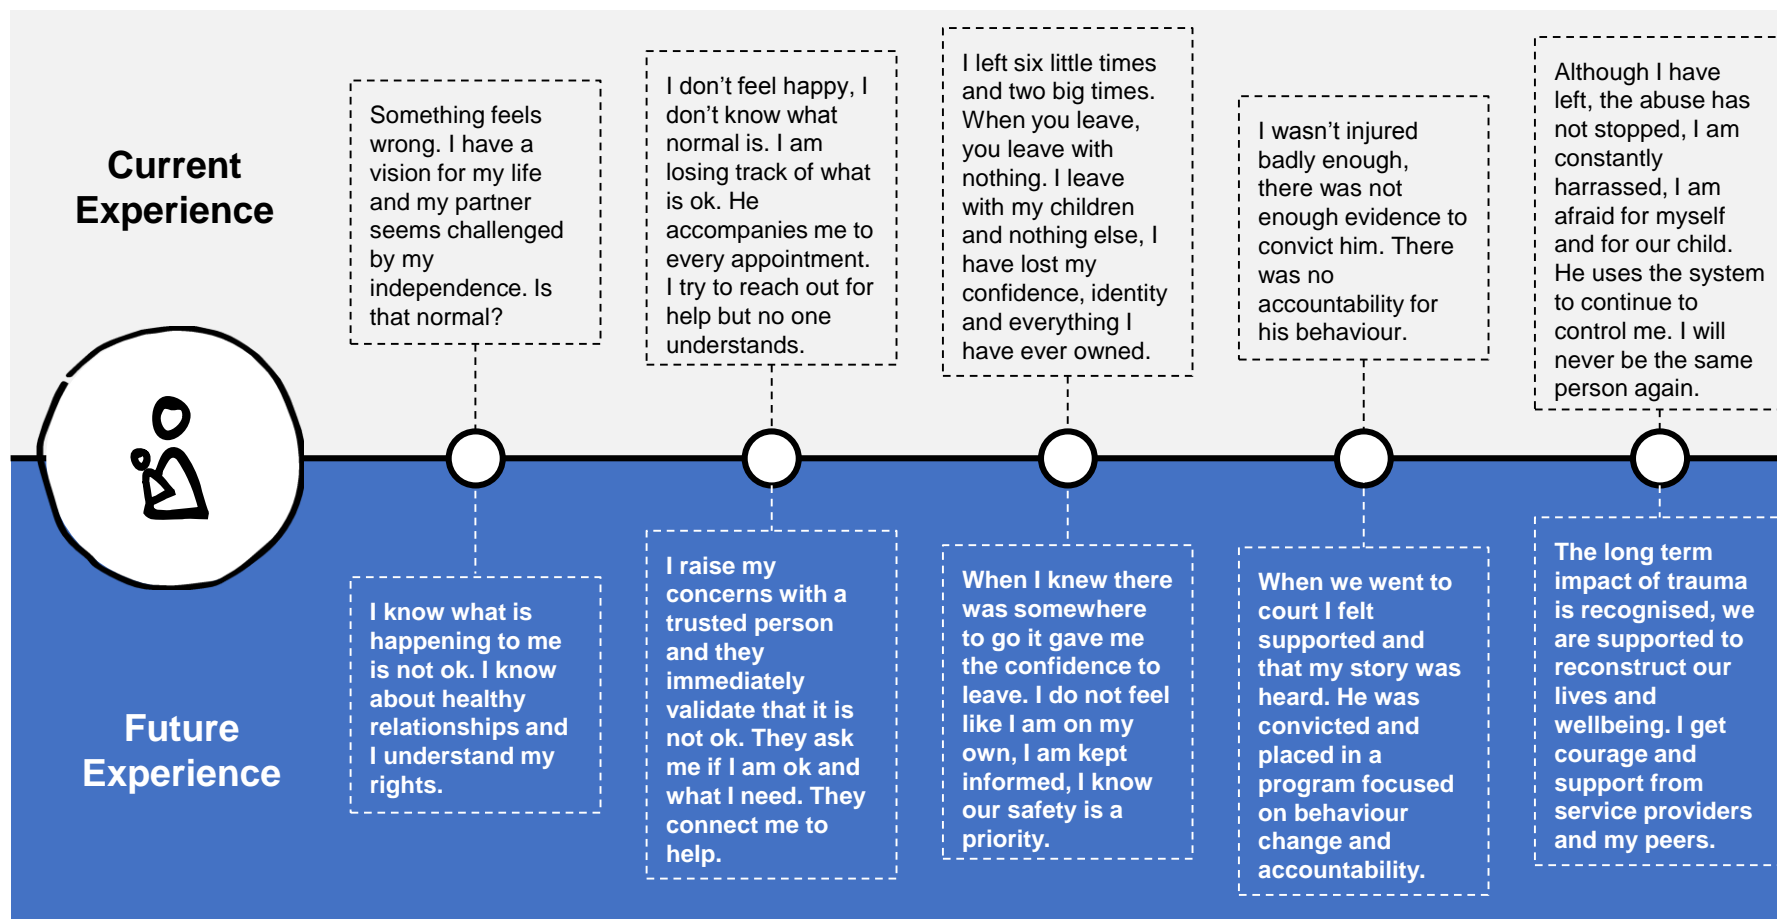 Current
Experience
Something feels
wrong. I have a
vision for my life
and my partner
seems challenged
by my
independence. Is
that normal?
I don’t feel happy, I
don’t know what
normal is. I am
losing track of what
is ok. He
accompanies me to
every appointment.
I try to reach out for
help but no one
understands.
I left six little times
and two big times.
When you leave,
you leave with
nothing. I leave
with my children
and nothing else, I
have lost my
confidence, identity
and everything I
have ever owned.
I wasn’t injured
badly enough,
there was not
enough evidence to
convict him. There
was no
accountability for
his behaviour.
Although I have
left, the abuse has
not stopped, I am
constantly
harrassed, I am
afraid for myself
and for our child.
He uses the system
to continue to
control me. I will
never be the same
person again.
Future
Experience
I know what is
happening to me
is not ok. I know
about healthy
relationships and
I understand my
rights.
I raise my
concerns with a
trusted person
and they
immediately
validate that it is
not ok. They ask
me if I am ok and
what I need. They
connect me to
help.
When I knew there
was somewhere
to go it gave me
the confidence to
leave. I do not feel
like I am on my
own, I am kept
informed, I know
our safety is a
priority.
When we went to
court I felt
supported and
that my story was
heard. He was
convicted and
placed in a
program focused
on behaviour
change and
accountability.
The long term
impact of trauma
is recognised, we
are supported to
reconstruct our
lives and
wellbeing. I get
courage and
support from
service providers
and my peers.